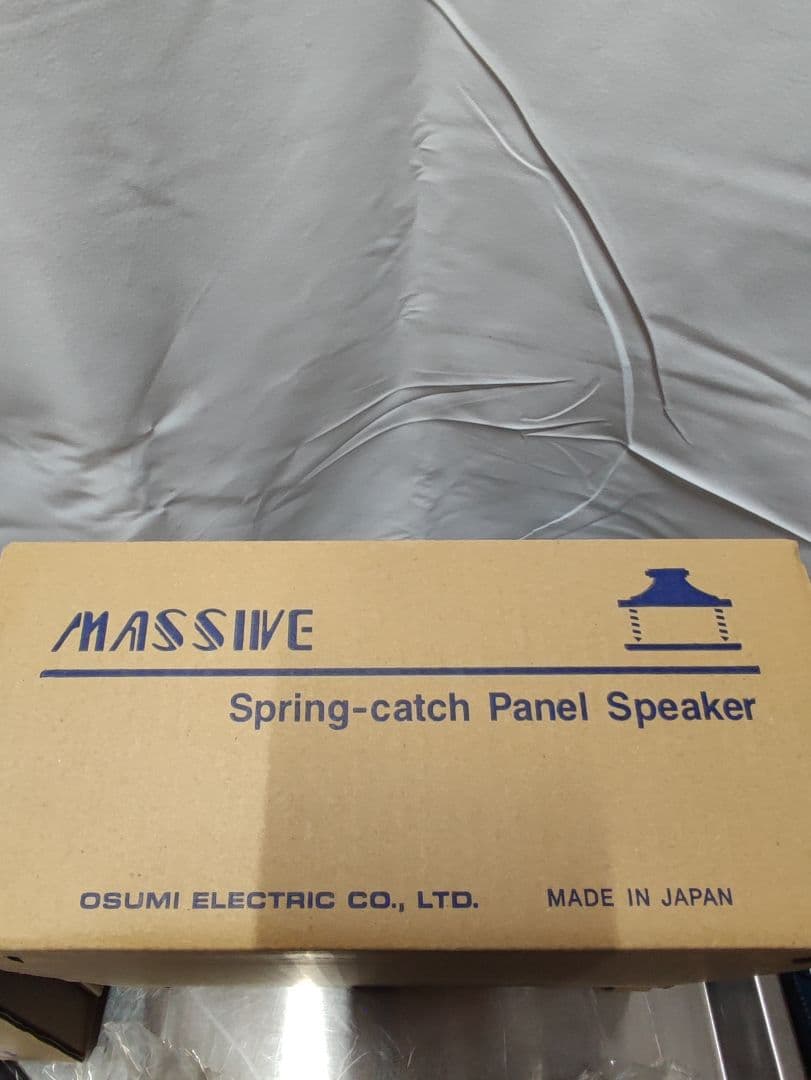 MASSIVE
Spring-catch Panel Speaker
OSUMI ELECTRIC CO., LTD. MADE IN JAPAN